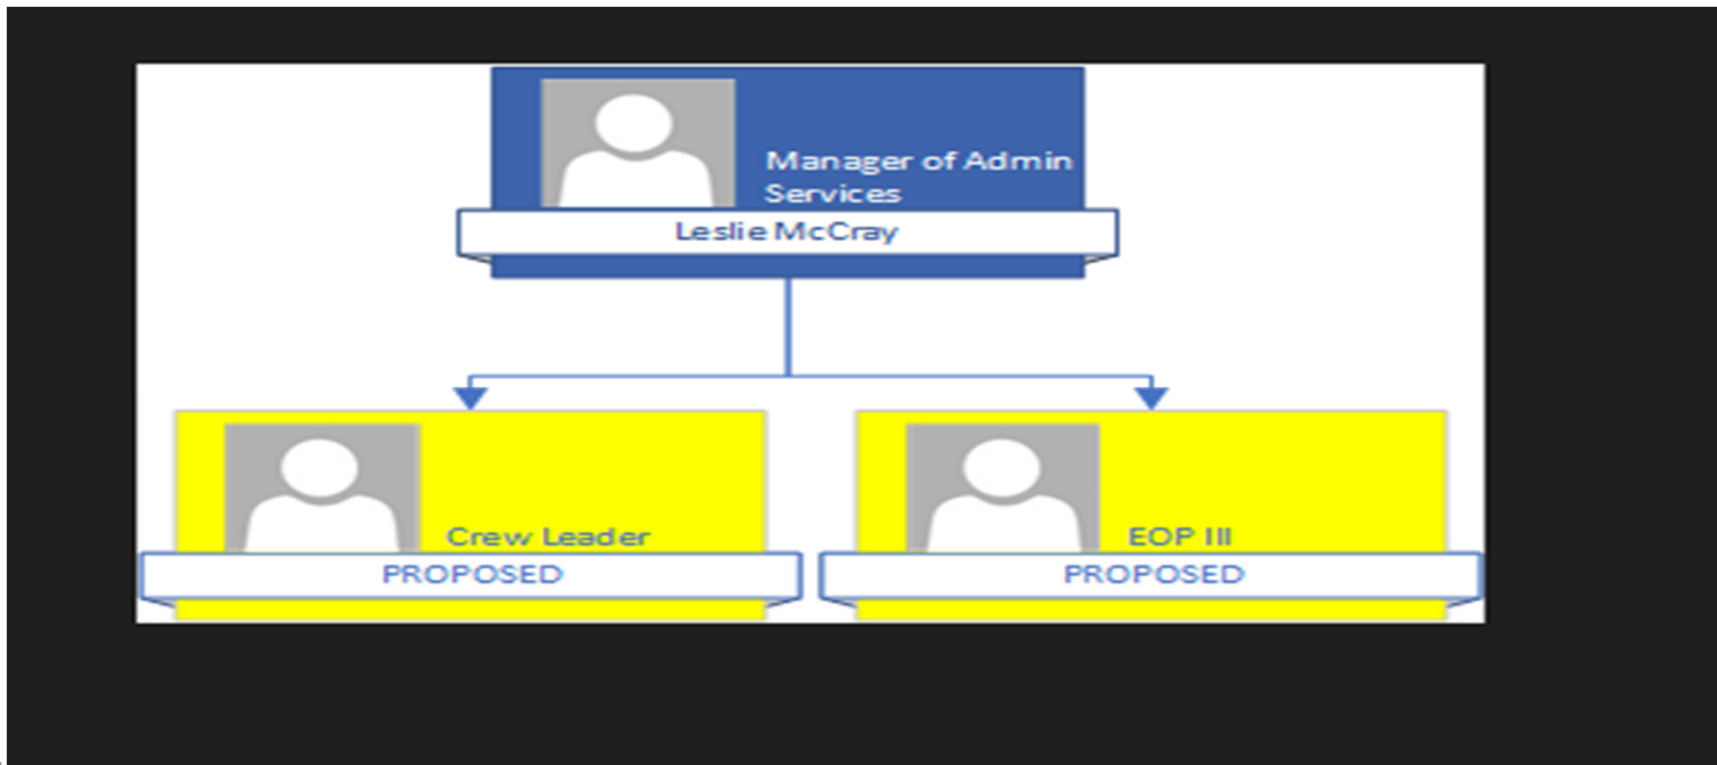 Manager of Admin
Services
Leslie McCray
Crew Leader
PROPOSED
EOP III
PROPOSED